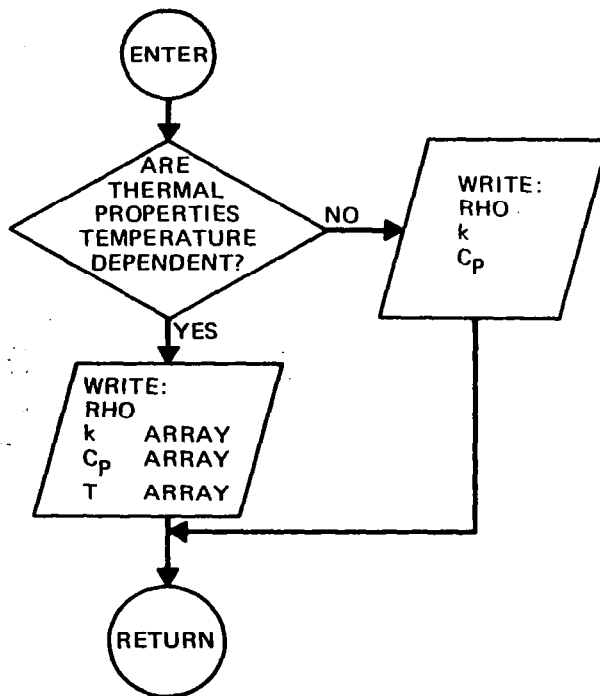 ENTER
ARE
THERMAL
PROPERTIES
TEMPERATURE
DEPENDENT?
NO
WRITE:
RHO
k
Cp
YES
WRITE:
RHO
k ARRAY
Cp ARRAY
T ARRAY
RETURN